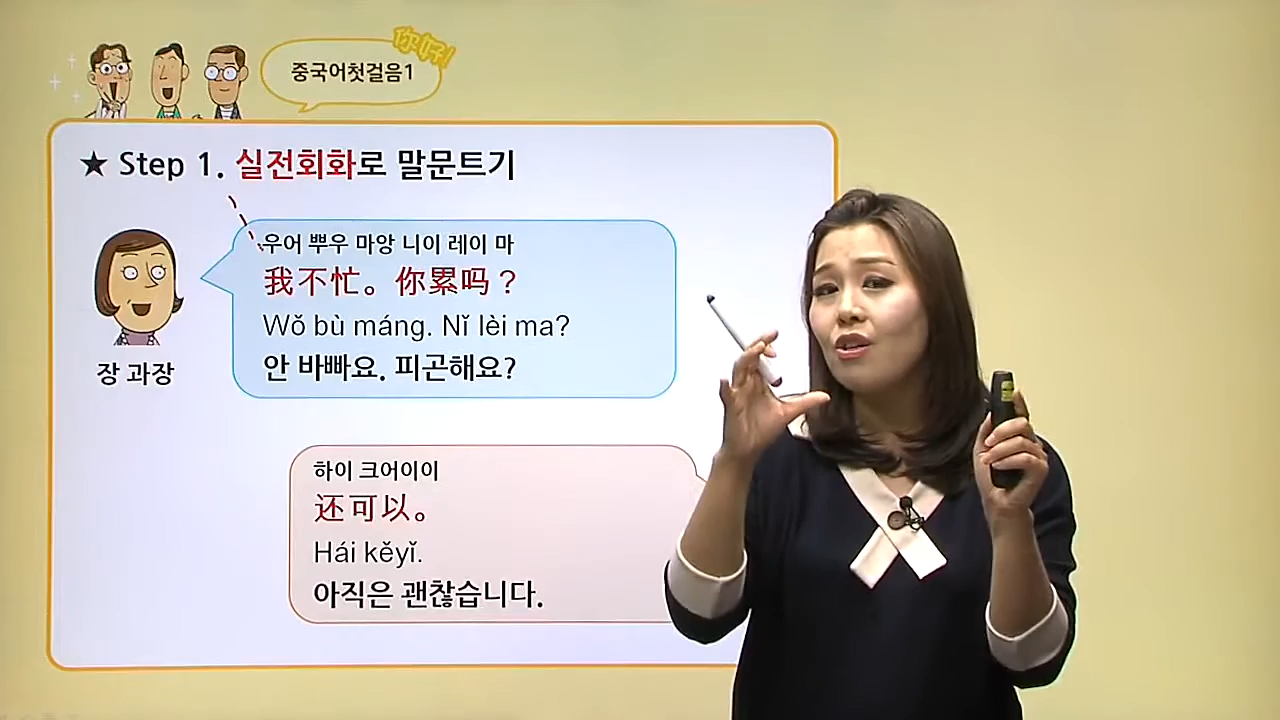 你好!
중국어첫걸음1
★ Step 1. 실전회화로 말문트기
우어 뿌우 마앙 니이 레이 마
我不忙。你累吗？
Wǒ bù máng. Nǐ lèi ma?
안 바빠요. 피곤해요?
장 과장
하이 크어이이
还可以。
Hái kěyǐ.
아직은 괜찮습니다.